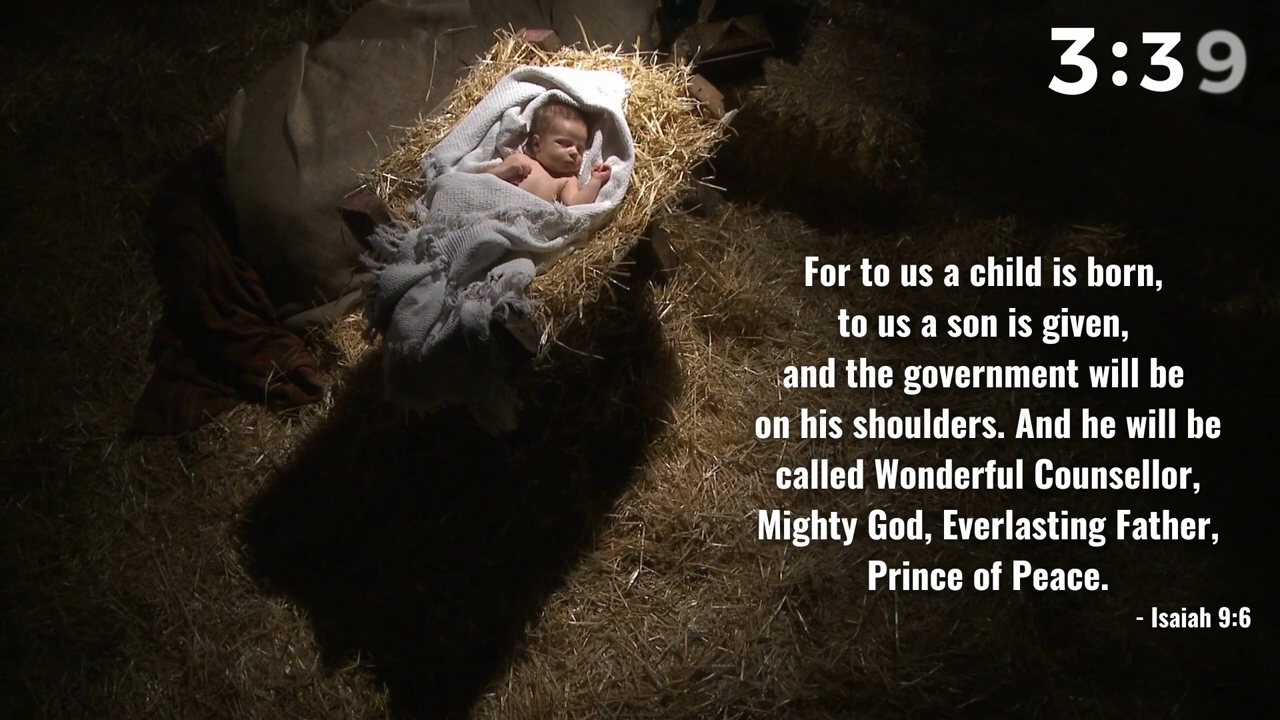 3:39
For to us a child is born,
to us a son is given,
and the government will be
on his shoulders. And he will be
called Wonderful Counsellor,
Mighty God, Everlasting Father,
Prince of Peace.
- Isaiah 9:6